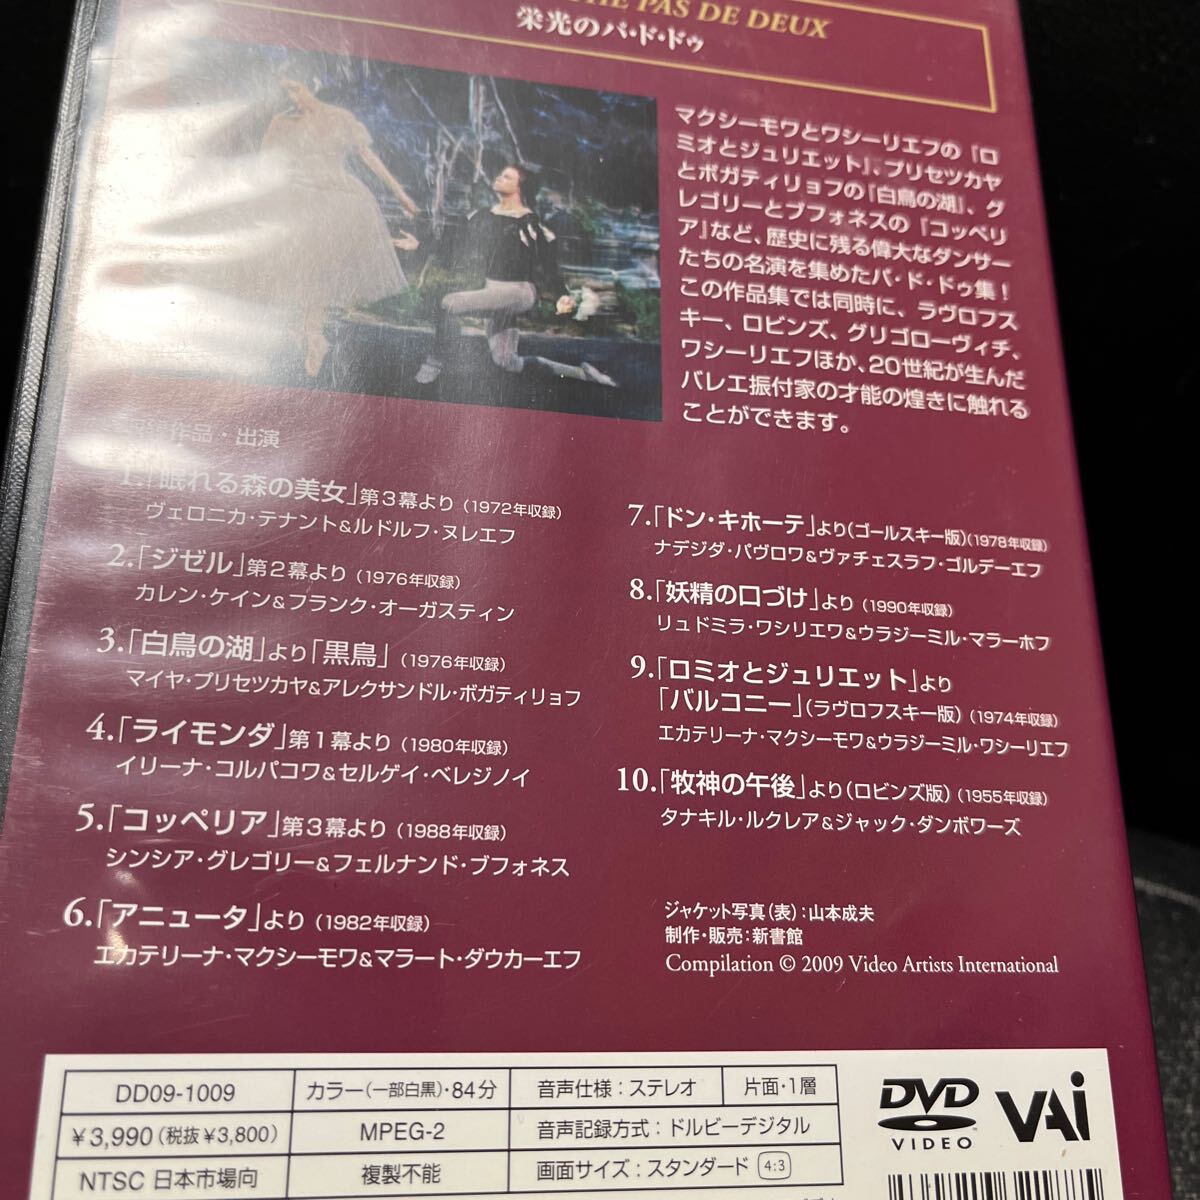 PAS DE DEUX
栄光のパ・ド・ドゥ
マクシーモワとワシーリエフの『ロ
ミオとジュリエット』、プリセツカヤ
とボガティリョフの『白鳥の湖』、グ
レゴリーとブフォネスの『コッペリ
ア』など、歴史に残る偉大なダンサー
たちの名演を集めたパ・ド・ドゥ集！
この作品集では同時に、ラヴロフス
キー、ロビンズ、グリゴローヴィチ、
ワシーリエフほか、20世紀が生んだ
バレエ振付家の才能の煌きに触れる
ことができます。
作品・出演
1.「眠れる森の美女」第3幕より（1972年収録）
ヴェロニカ・テナント&ルドルフ・ヌレエフ
2.「ジゼル」第2幕より（1976年収録）
カレン・ケイン&フランク・オーガスティン
3.「白鳥の湖」より「黒鳥」（1976年収録）
マイヤ・プリセツカヤ&アレクサンドル・ボガティリョフ
4.「ライモンダ」第1幕より（1980年収録）
イリーナ・コルパコワ&セルゲイ・ベレジノイ
5.「コッペリア」第3幕より（1988年収録）
シンシア・グレゴリー&フェルナンド・ブフォネス
6.「アニュータ」より（1982年収録）
エカテリーナ・マクシーモワ&マラート・ダウカーエフ
7.「ドン・キホーテ」より（ゴールスキー版）（1978年収録）
ナデジダ・パヴロワ&ヴァチェスラフ・ゴルデーエフ
8.「妖精の口づけ」より（1990年収録）
リュドミラ・ワシリエワ&ウラジーミル・マラーホフ
9.「ロミオとジュリエット」より
「バルコニー」（ラヴロフスキー版）（1974年収録）
エカテリーナ・マクシーモワ&ウラジーミル・ワシーリエフ
10.「牧神の午後」より（ロビンズ版）（1955年収録）
タナキル・ルクレア&ジャック・ダンボワーズ
ジャケット写真（表）：山本成夫
制作・販売：新書館
Compilation © 2009 Video Artists International
DD09-1009 カラー（一部白黒）・84分 音声仕様：ステレオ 片面・1層
￥3,990（税抜￥3,800） MPEG-2 音声記録方式：ドルビーデジタル
NTSC 日本市場向 複製不能 画面サイズ：スタンダード 4:3
DVD VIDEO
VAi